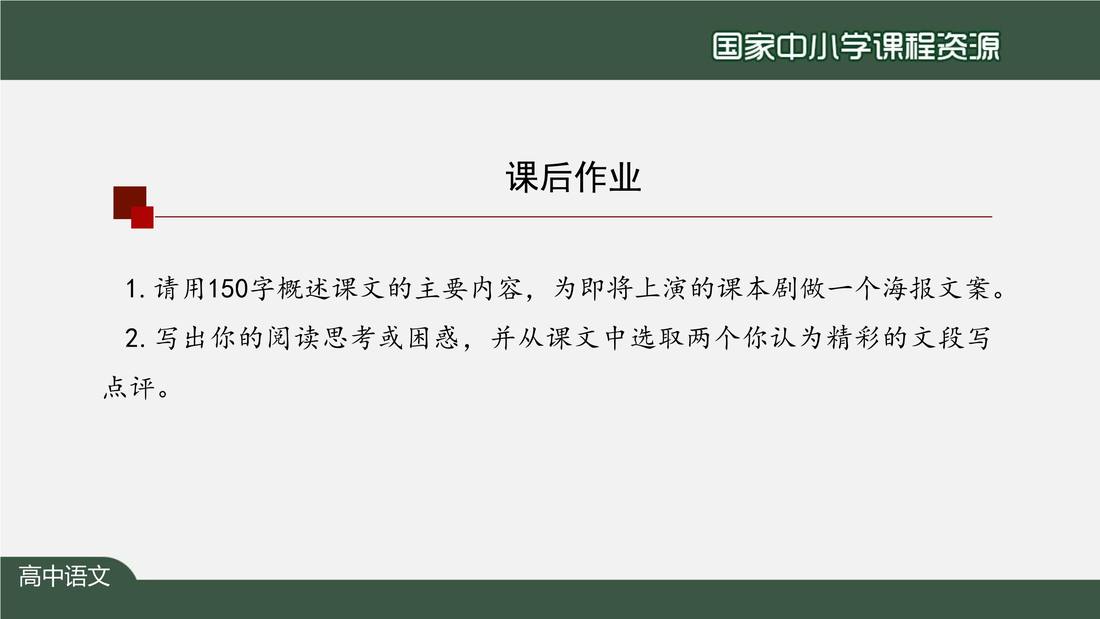 国家中小学课程资源
课后作业
1.请用150字概述课文的主要内容，为即将上演的课本剧做一个海报文案。
2.写出你的阅读思考或困惑，并从课文中选取两个你认为精彩的文段写
点评。
高中语文